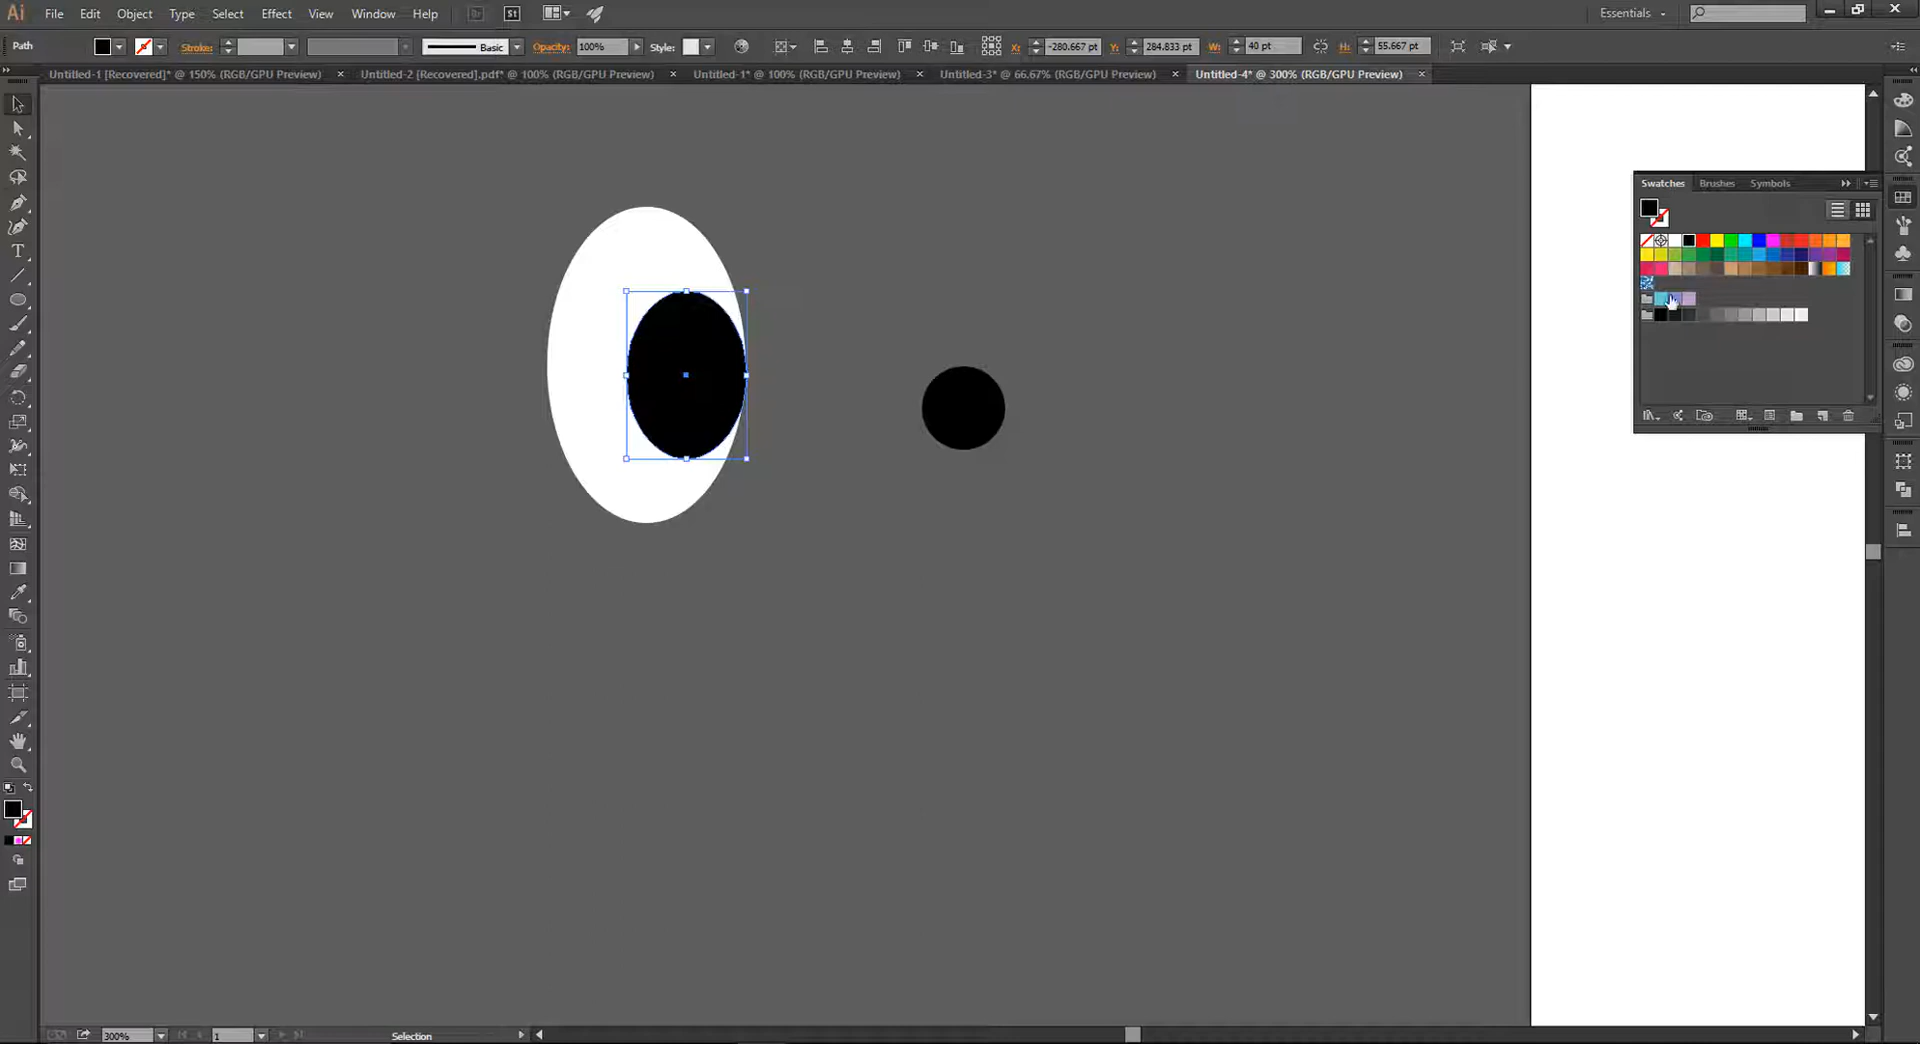 Ai File Edit Object Type Select Effect View Window Help Br St Essentials
Path Stroke: Basic Opacity: 100% Style: X: -280.667 pt Y: 284.833 pt W: 40 pt H: 55.667 pt
Untitled-1 [Recovered]* @ 150% (RGB/GPU Preview) × Untitled-2 [Recovered].pdf* @ 100% (RGB/GPU Preview) × Untitled-1* @ 100% (RGB/GPU Preview) × Untitled-3* @ 66.67% (RGB/GPU Preview) × Untitled-4* @ 300% (RGB/GPU Preview) ×
Swatches Brushes Symbols
300% 1 Selection